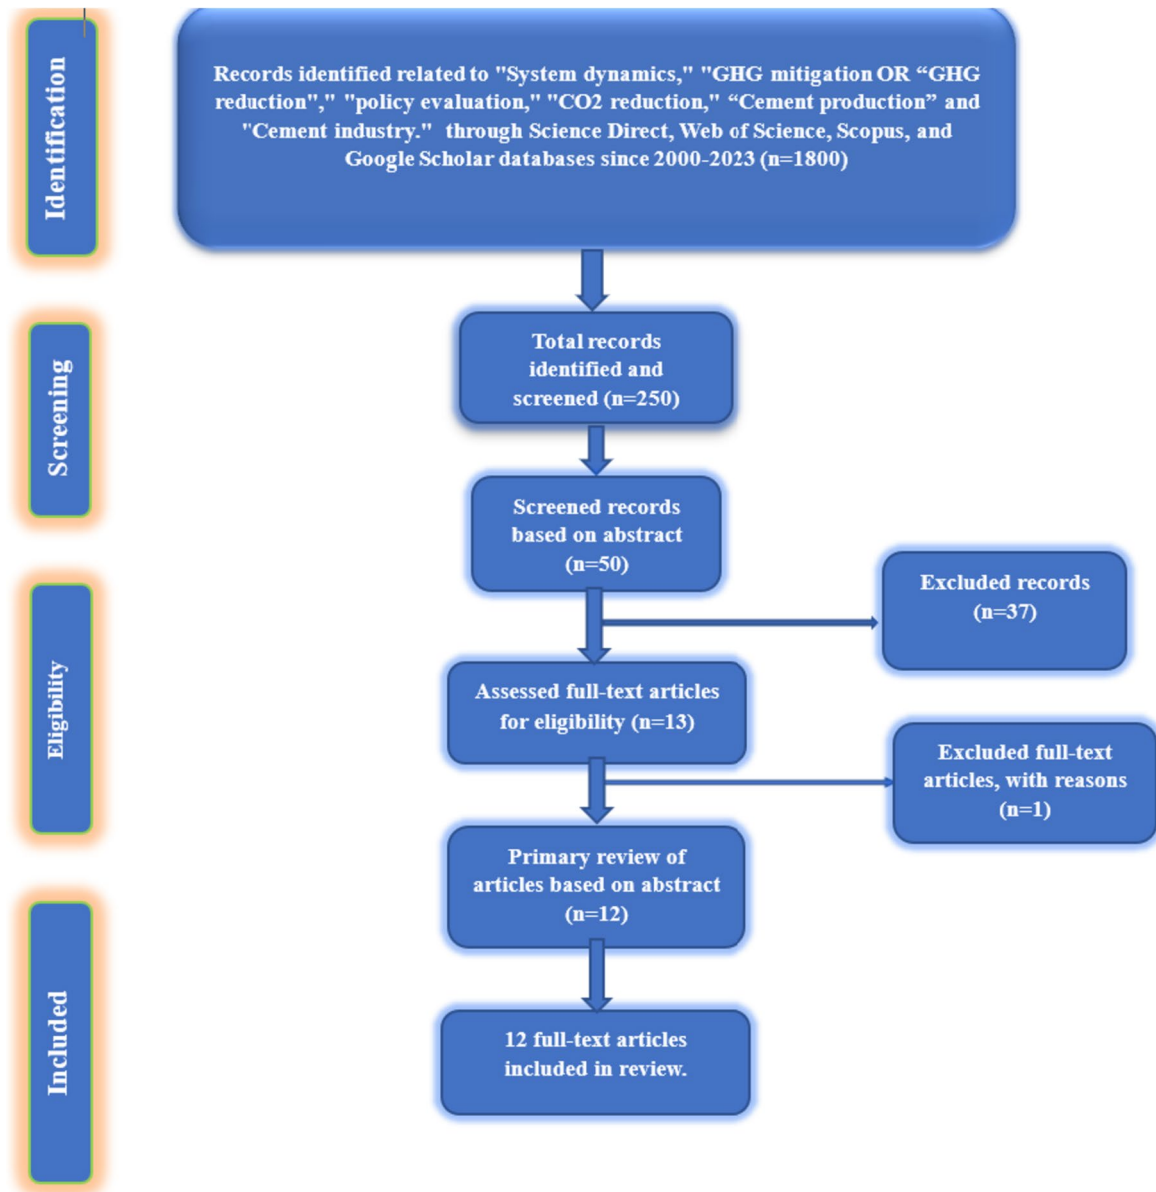 Identification
Records identified related to "System dynamics," "GHG mitigation OR “GHG
reduction"," "policy evaluation," "CO2 reduction," “Cement production” and
"Cement industry." through Science Direct, Web of Science, Scopus, and
Google Scholar databases since 2000-2023 (n=1800)
Screening
Total records
identified and
screened (n=250)
Screened records
based on abstract
(n=50)
Excluded records
(n=37)
Eligibility
Assessed full-text articles
for eligibility (n=13)
Excluded full-text
articles, with reasons
(n=1)
Primary review of
articles based on abstract
(n=12)
Included
12 full-text articles
included in review.